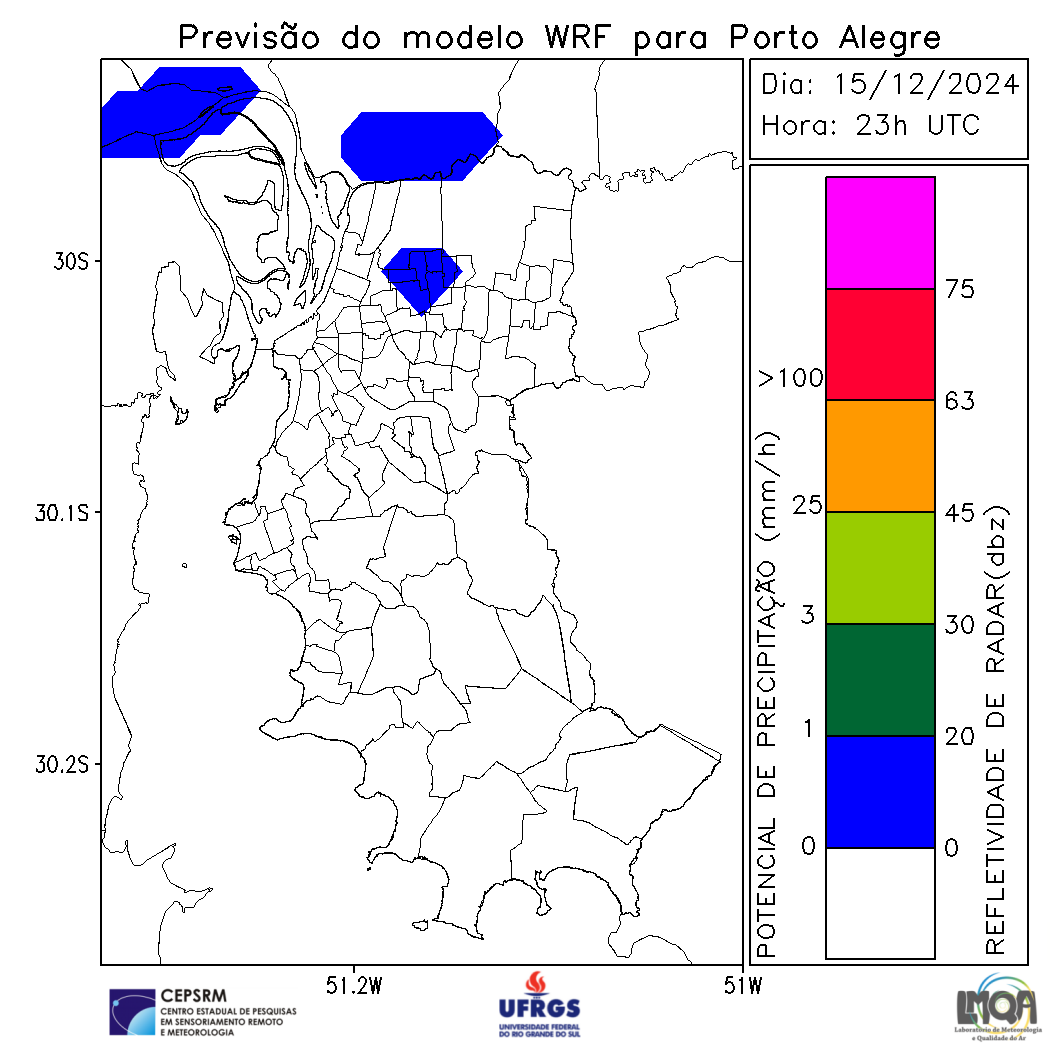 Previsão do modelo WRF para Porto Alegre
Dia: 15/12/2024
Hora: 23h UTC
30S
30.1S
30.2S
51.2W
51W
POTENCIAL DE PRECIPITAÇÃO (mm/h)
>100
25
3
1
0
75
63
45
30
20
0
REFLETIVIDADE DE RADAR(dbz)
CEPSRM
CENTRO ESTADUAL DE PESQUISAS
EM SENSORIAMENTO REMOTO
E METEOROLOGIA
UFRGS
UNIVERSIDADE FEDERAL
DO RIO GRANDE DO SUL
LMQA
Laboratório de Meteorologia
e Qualidade do Ar